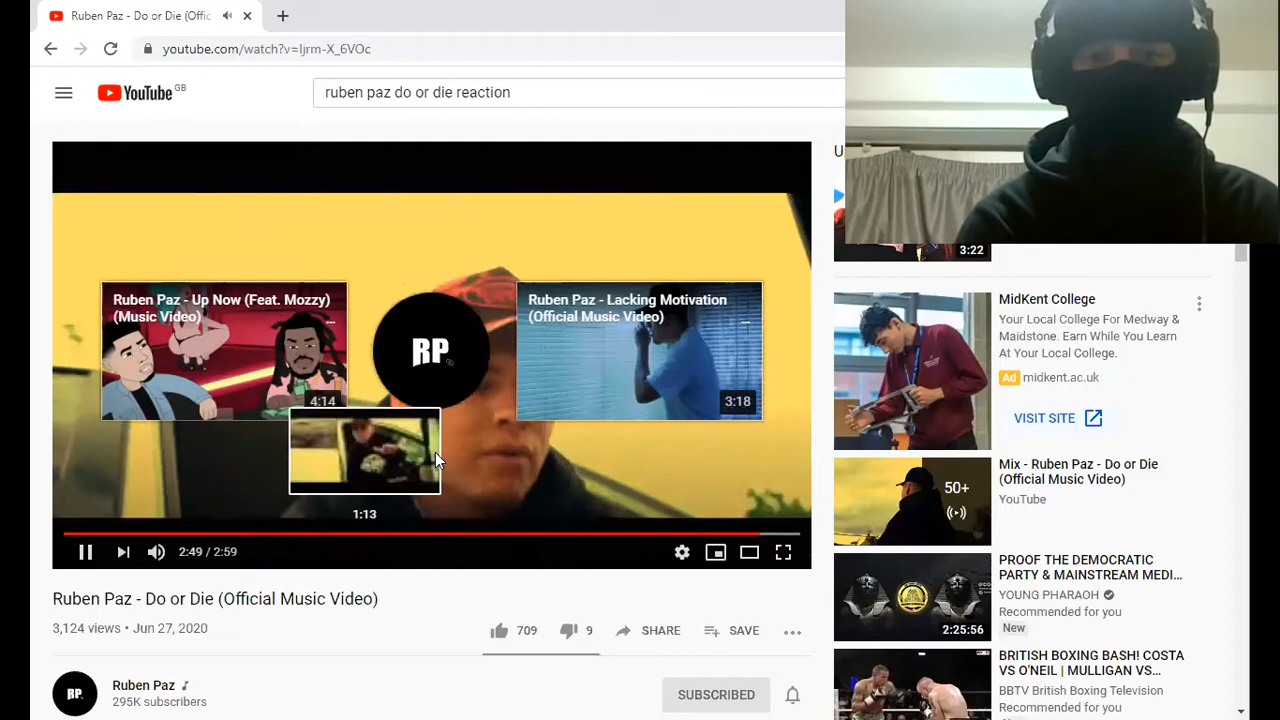 Ruben Paz - Do or Die (Offic
youtube.com/watch?v=ljrm-X_6VOc
YouTube GB
ruben paz do or die reaction
Ruben Paz - Up Now (Feat. Mozzy)
(Music Video)
4:14
RP.
Ruben Paz - Lacking Motivation
(Official Music Video)
3:18
1:13
2:49 / 2:59
Ruben Paz - Do or Die (Official Music Video)
3,124 views • Jun 27, 2020
709
9
SHARE
SAVE
RP.
Ruben Paz
295K subscribers
SUBSCRIBED
U
3:22
MidKent College
Your Local College For Medway &
Maidstone. Earn While You Learn
At Your Local College.
Ad midkent.ac.uk
VISIT SITE
50+
Mix - Ruben Paz - Do or Die
(Official Music Video)
YouTube
2:25:56
PROOF THE DEMOCRATIC
PARTY & MAINSTREAM MEDI...
YOUNG PHARAOH
Recommended for you
New
BRITISH BOXING BASH! COSTA
VS O'NEIL | MULLIGAN VS...
BBTV British Boxing Television
Recommended for you